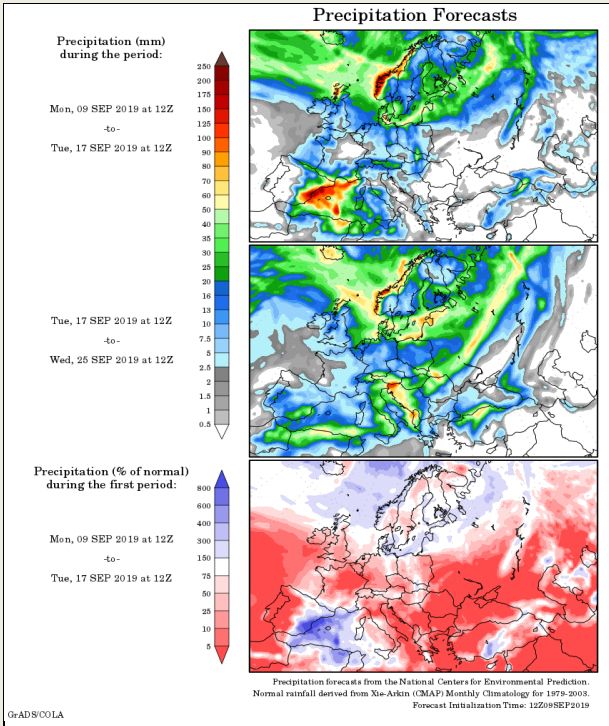 Precipitation Forecasts
Precipitation (mm)
during the period:
Mon, 09 SEP 2019 at 12Z
-to-
Tue, 17 SEP 2019 at 12Z
250
200
175
150
125
100
90
80
70
60
50
40
35
30
25
20
16
13
10
7.5
5
2.5
2
1.5
1
0.5
Tue, 17 SEP 2019 at 12Z
-to-
Wed, 25 SEP 2019 at 12Z
Precipitation (% of normal)
during the first period:
Mon, 09 SEP 2019 at 12Z
-to-
Tue, 17 SEP 2019 at 12Z
800
600
400
300
150
75
50
25
10
5
Precipitation forecasts from the National Centers for Environmental Prediction.
Normal rainfall derived from Xie-Arkin (CMAP) Monthly Climatology for 1979-2003.
Forecast Initialization Time: 12Z09SEP2019
GrADS/COLA